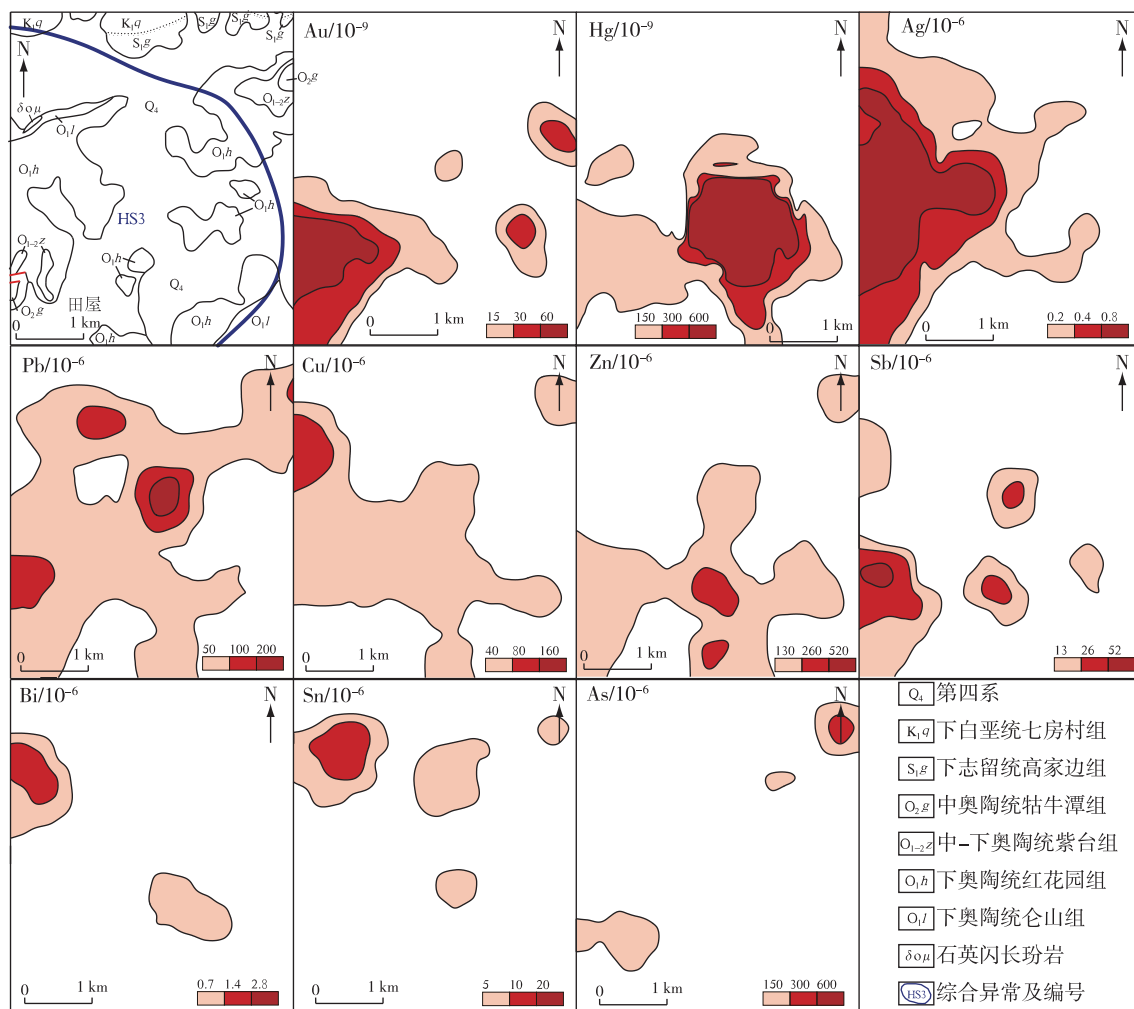 K₁q
S₁g
S₁g
S₁g
S₁g
N
O₂g
O₁₋₂z
Q₄
δομ
O₁l
O₁h
O₁h
HS3
O₁h
O₁₋₂z
O₁h
Q₄
田屋
O₂g
0 1 km
O₁h
O₁h
O₁l
Au/10⁻⁹
N
15 30 60
0 1 km
Hg/10⁻⁹
N
150 300 600
0 1 km
Ag/10⁻⁶
N
0.2 0.4 0.8
0 1 km
Pb/10⁻⁶
N
50 100 200
0 1 km
Cu/10⁻⁶
N
40 80 160
0 1 km
Zn/10⁻⁶
N
130 260 520
0 1 km
Sb/10⁻⁶
N
13 26 52
0 1 km
Bi/10⁻⁶
N
0.7 1.4 2.8
0 1 km
Sn/10⁻⁶
N
5 10 20
0 1 km
As/10⁻⁶
N
150 300 600
0 1 km
Q₄ 第四系
K₁q 下白垩统七房村组
S₁g 下志留统高家边组
O₂g 中奥陶统牯牛潭组
O₁₋₂z 中–下奥陶统紫台组
O₁h 下奥陶统红花园组
O₁l 下奥陶统仑山组
δομ 石英闪长玢岩
HS3 综合异常及编号